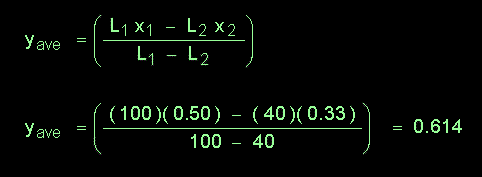 y_ave = ( (L_1 x_1 − L_2 x_2) / (L_1 − L_2) )
y_ave = ( ((100)(0.50) − (40)(0.33)) / (100 − 40) ) = 0.614